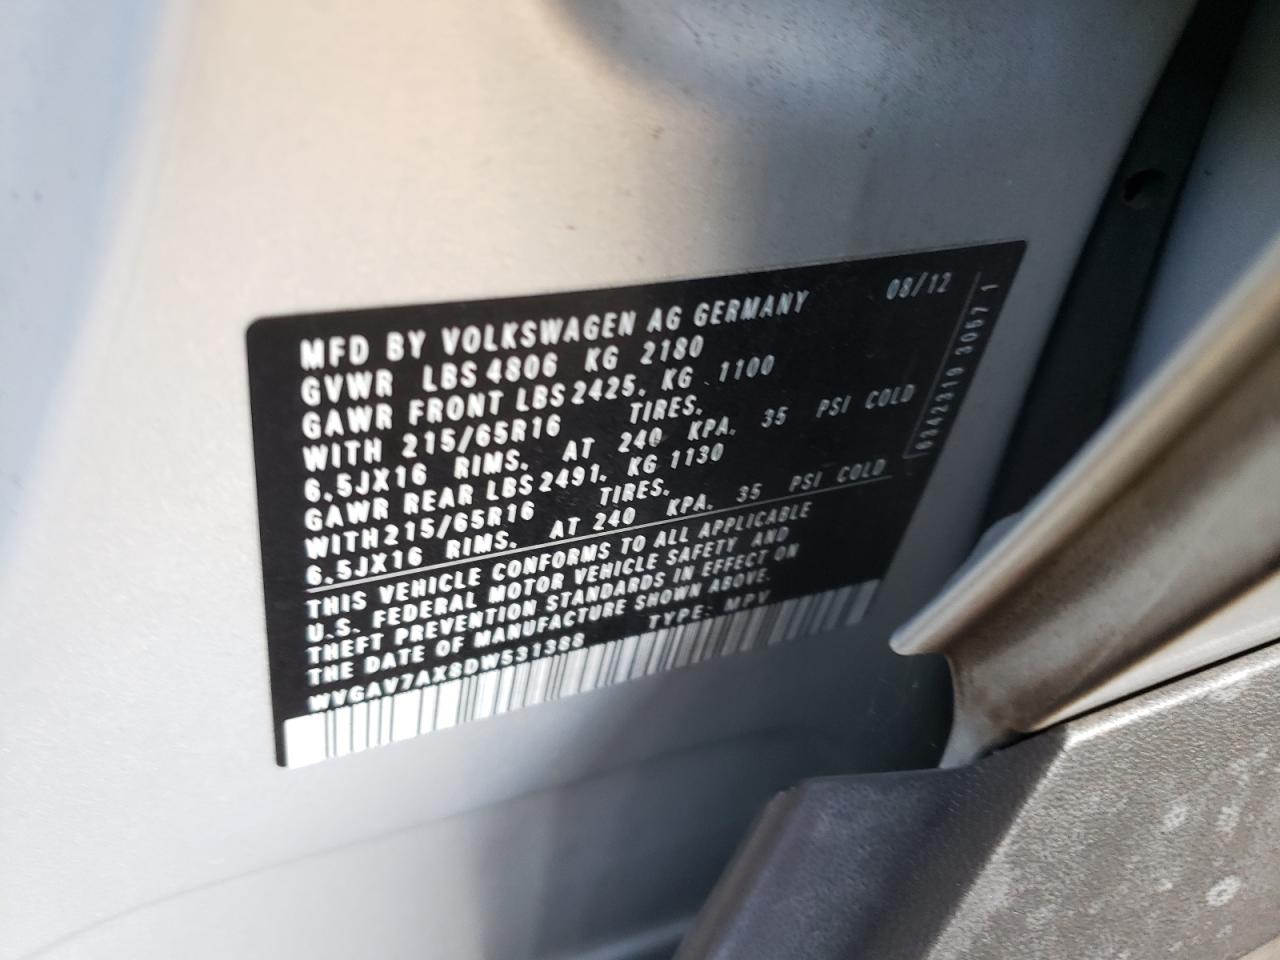 MFD BY VOLKSWAGEN AG GERMANY 08/12
GVWR LBS 4806 KG 2180
GAWR FRONT LBS 2425, KG 1100
WITH 215/65R16 TIRES,
6.5JX16 RIMS, AT 240 KPA, 35 PSI COLD
GAWR REAR LBS 2491, KG 1130
WITH 215/65R16 TIRES,
6.5JX16 RIMS, AT 240 KPA, 35 PSI COLD
THIS VEHICLE CONFORMS TO ALL APPLICABLE
U.S. FEDERAL MOTOR VEHICLE SAFETY AND
THEFT PREVENTION STANDARDS IN EFFECT ON
THE DATE OF MANUFACTURE SHOWN ABOVE.
WVGAV7AX8DW531388 TYPE: MPV